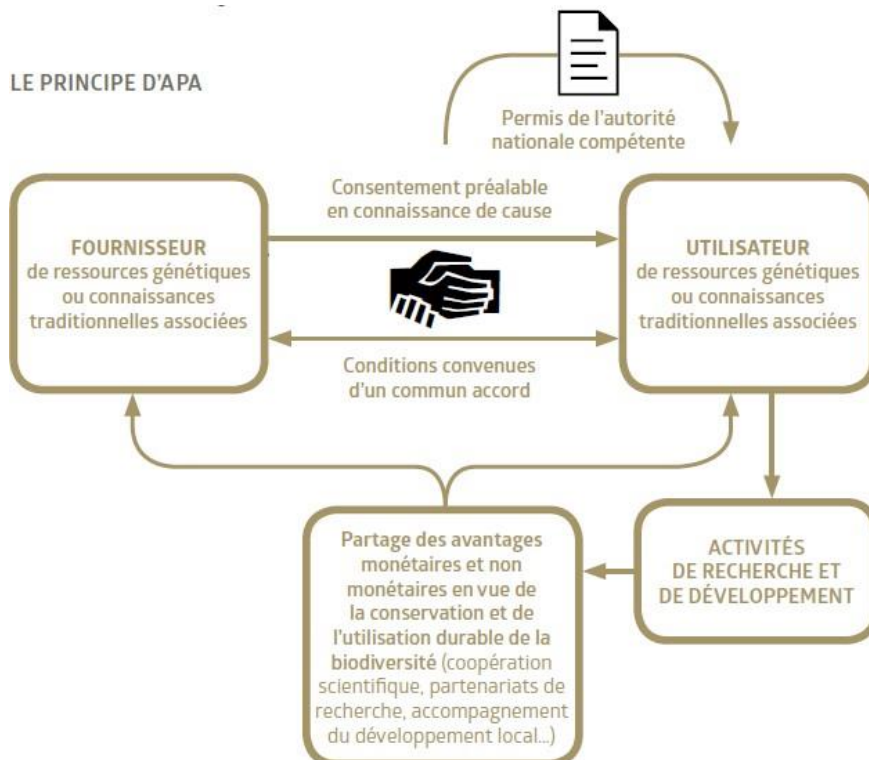 LE PRINCIPE D'APA
Permis de l'autorité
nationale compétente
Consentement préalable
en connaissance de cause
FOURNISSEUR
de ressources génétiques
ou connaissances
traditionnelles associées
UTILISATEUR
de ressources génétiques
ou connaissances
traditionnelles associées
Conditions convenues
d'un commun accord
Partage des avantages
monétaires et non
monétaires en vue de
la conservation et de
l'utilisation durable de la
biodiversité (coopération
scientifique, partenariats de
recherche, accompagnement
du développement local...)
ACTIVITÉS
DE RECHERCHE ET
DE DÉVELOPPEMENT